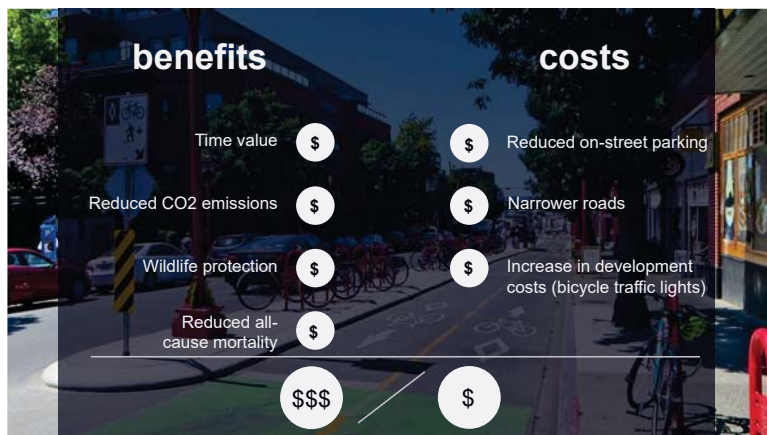 benefits
costs
Time value
$
$
Reduced on-street parking
Reduced CO2 emissions
$
$
Narrower roads
Wildlife protection
$
$
Increase in development
costs (bicycle traffic lights)
Reduced all-
cause mortality
$
$$$
$